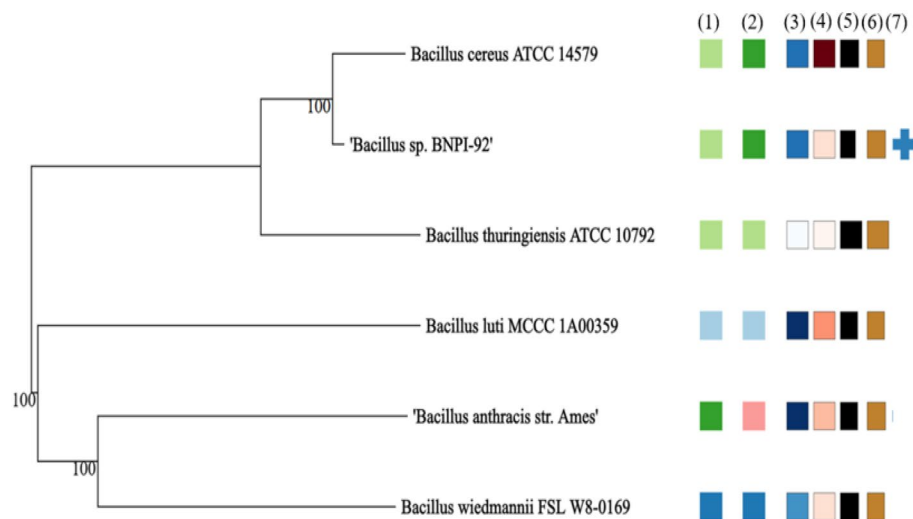 (1) (2) (3) (4) (5) (6) (7)
Bacillus cereus ATCC 14579
100
'Bacillus sp. BNPI-92'
Bacillus thuringiensis ATCC 10792
Bacillus luti MCCC 1A00359
100
'Bacillus anthracis str. Ames'
100
Bacillus wiedmannii FSL W8-0169